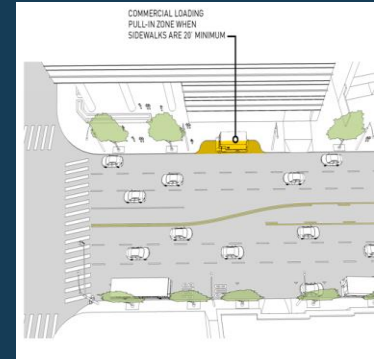 COMMERCIAL LOADING
PULL-IN ZONE WHEN
SIDEWALKS ARE 20' MINIMUM